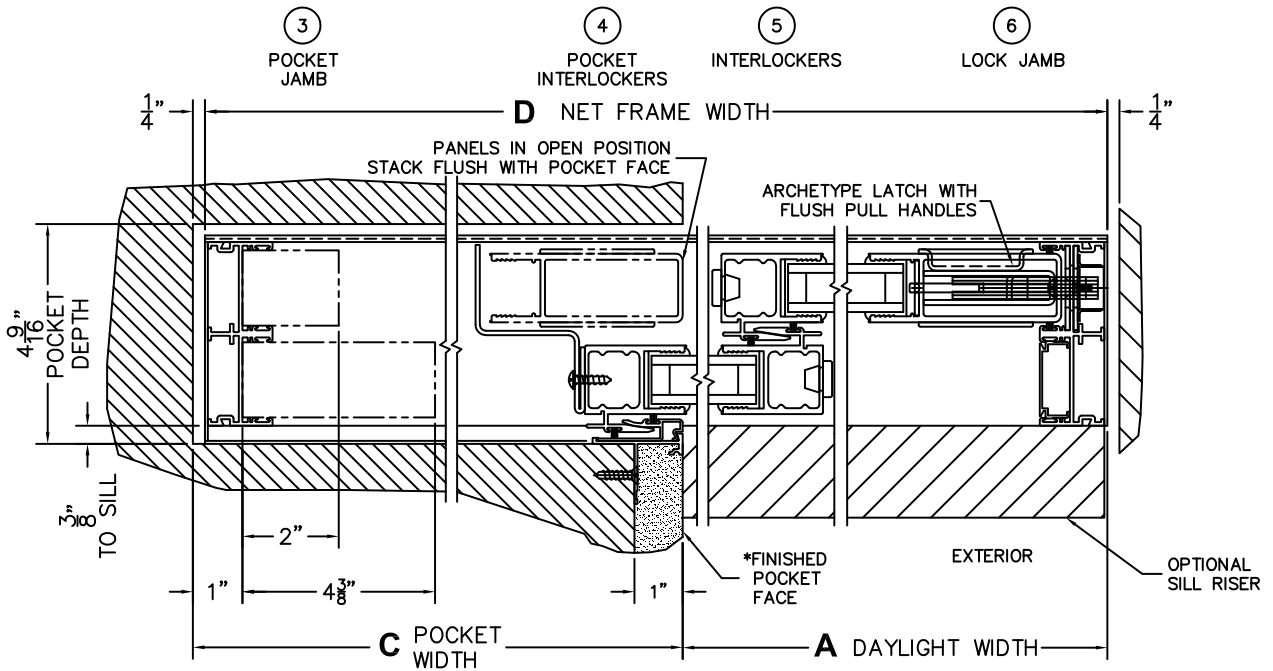 3
4
5
6
POCKET
JAMB
POCKET
INTERLOCKERS
INTERLOCKERS
LOCK JAMB
1/4"
D NET FRAME WIDTH
1/4"
PANELS IN OPEN POSITION
STACK FLUSH WITH POCKET FACE
ARCHETYPE LATCH WITH
FLUSH PULL HANDLES
4 9/16"
POCKET
DEPTH
3/8"
TO SILL
2"
1"
4 3/8"
1"
*FINISHED
POCKET
FACE
EXTERIOR
OPTIONAL
SILL RISER
C POCKET
WIDTH
A DAYLIGHT WIDTH